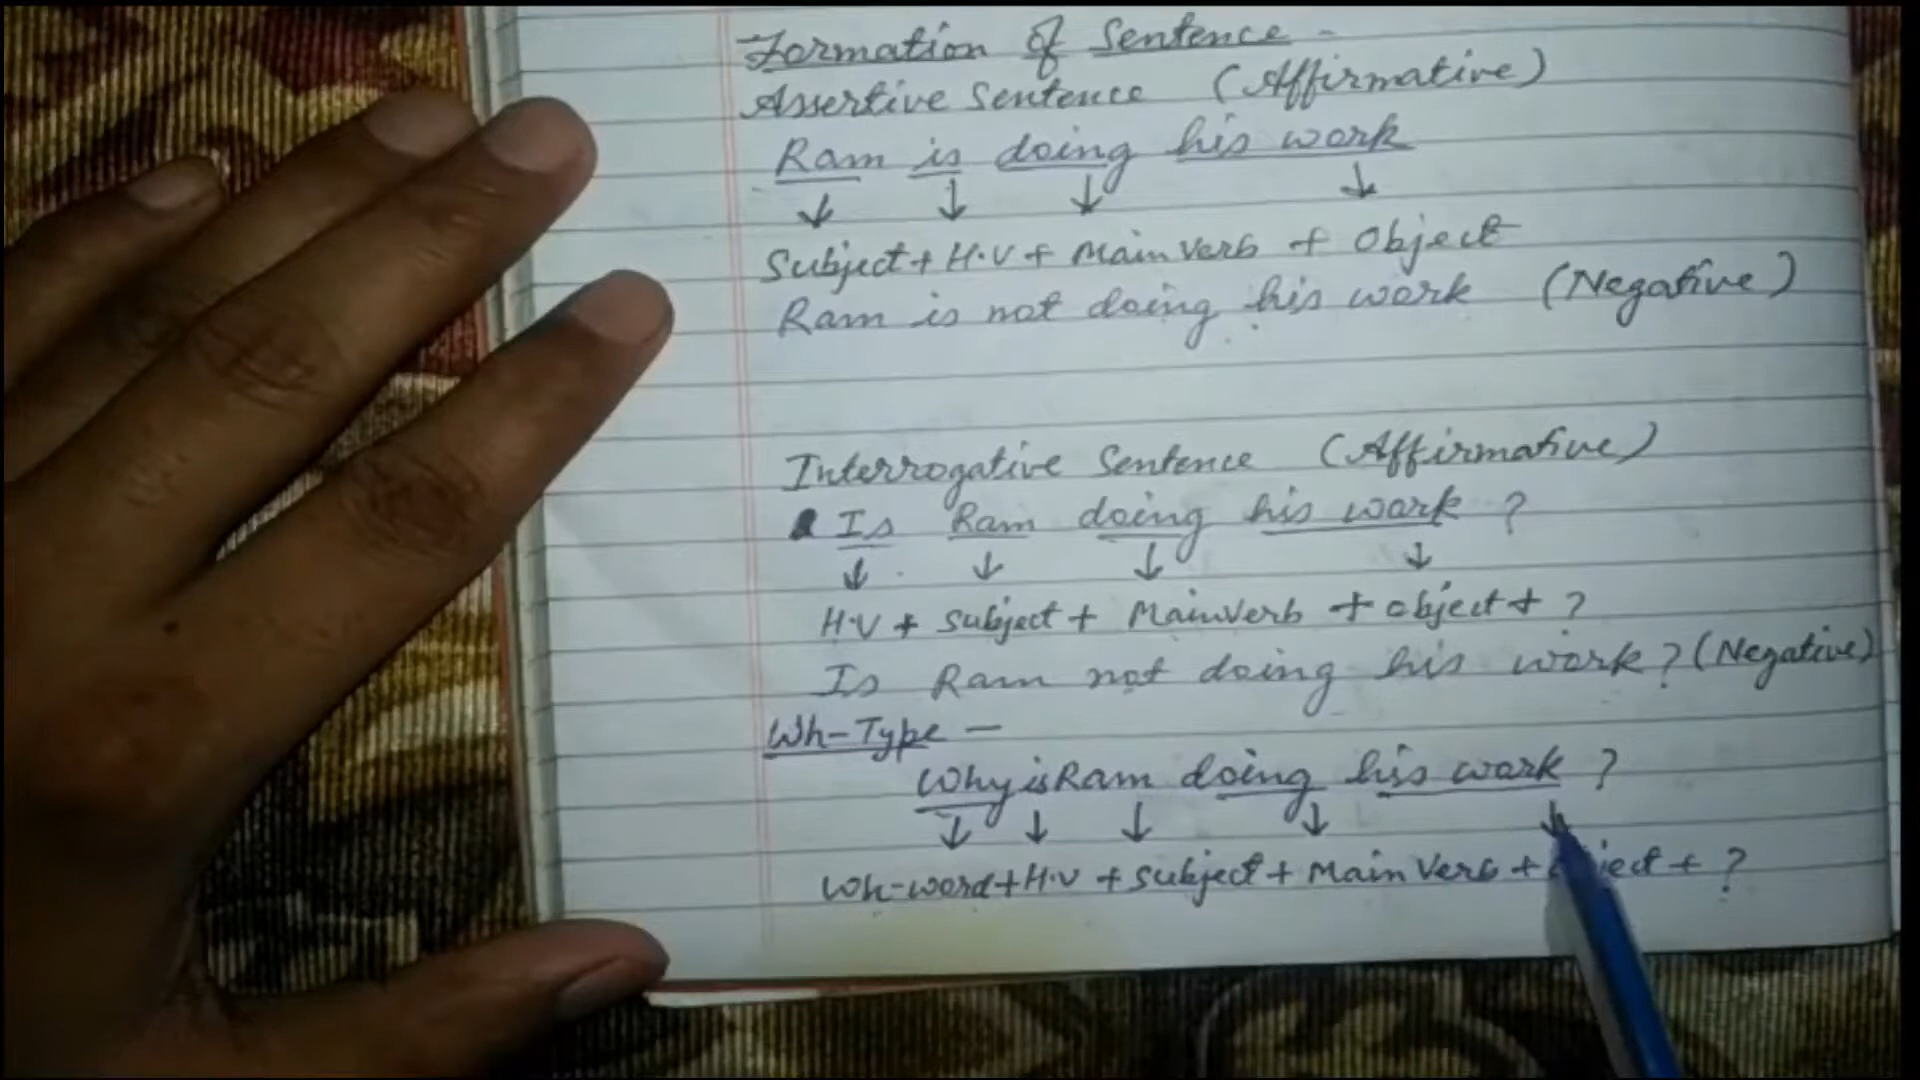 Formation of Sentence -
Assertive Sentence (Affirmative)
Ram is doing his work
Subject + H.V + Main Verb + Object
Ram is not doing his work (Negative)
Interrogative Sentence (Affirmative)
Is Ram doing his work ?
H.V + Subject + Main Verb + object + ?
Is Ram not doing his work ? (Negative)
Wh-Type -
Why is Ram doing his work ?
Wh-word + H.V + Subject + Main Verb + ject + ?